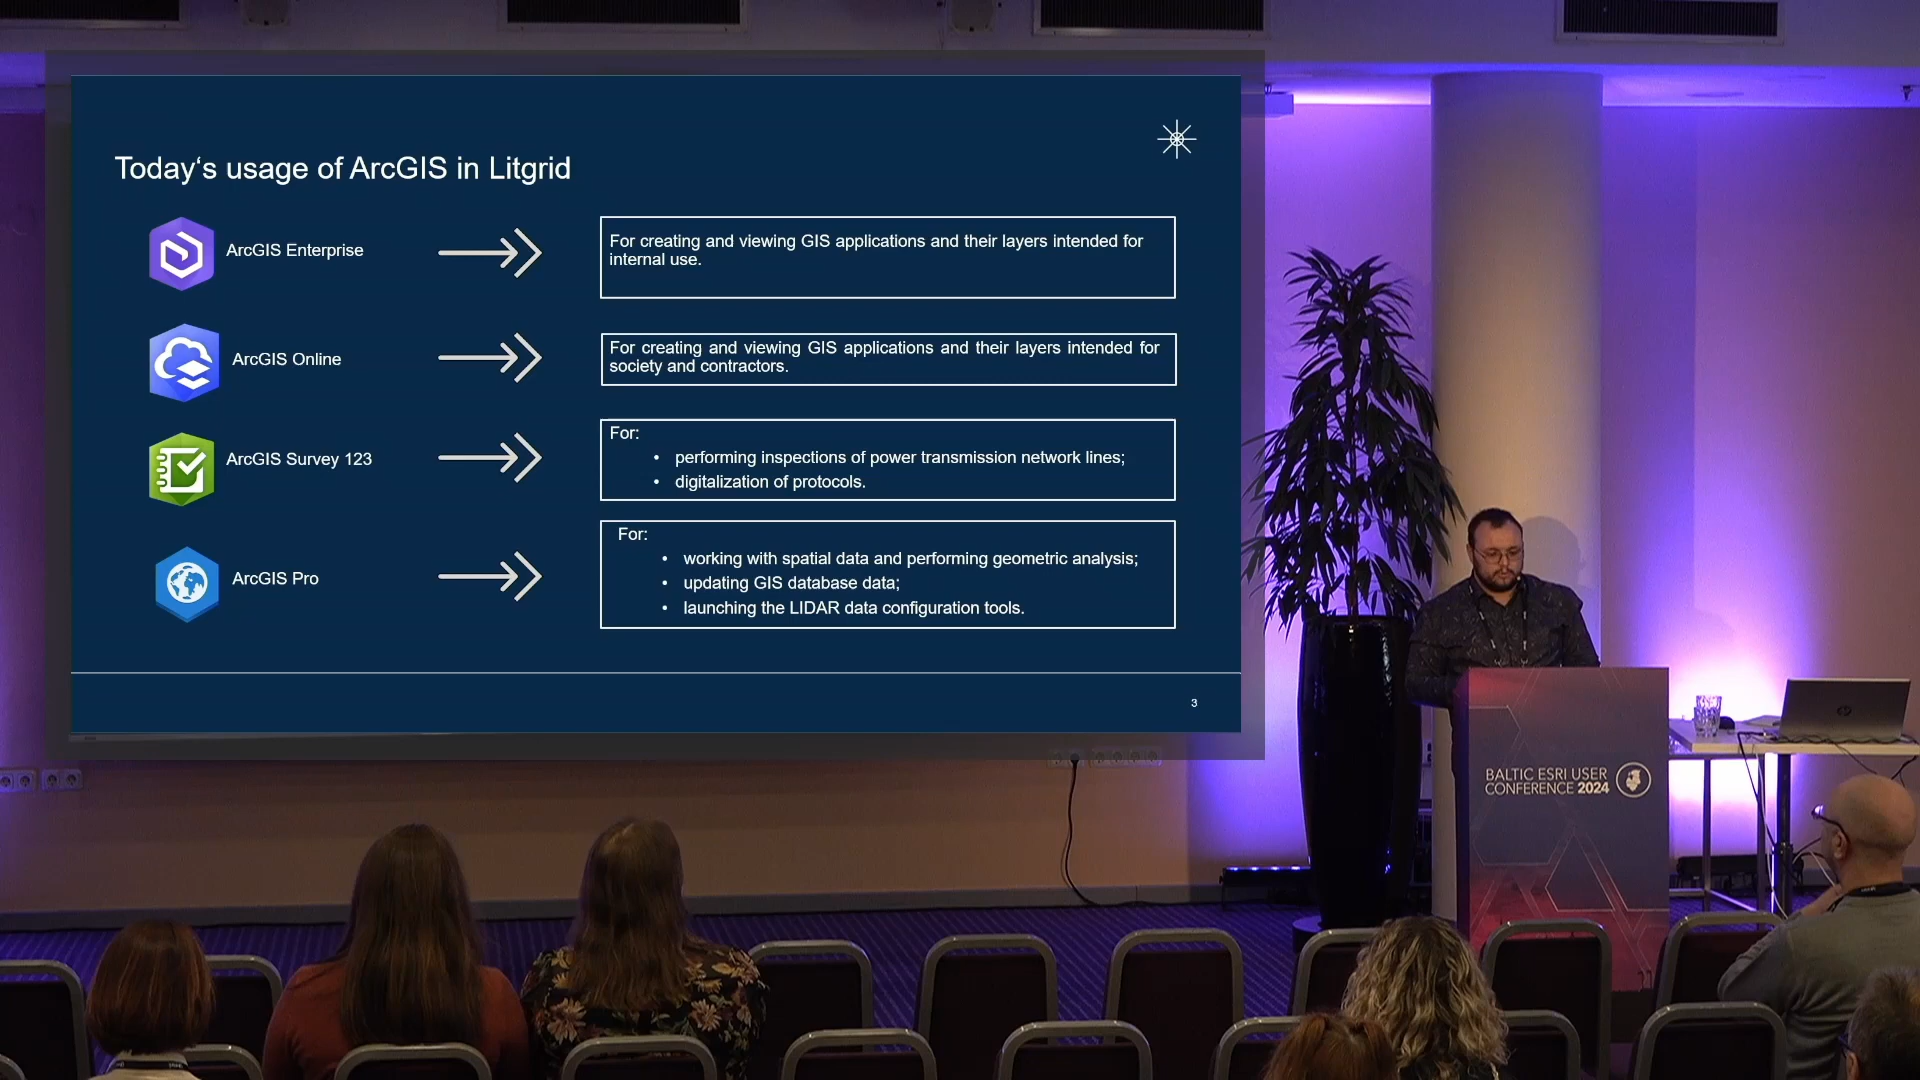 Today‘s usage of ArcGIS in Litgrid
ArcGIS Enterprise
For creating and viewing GIS applications and their layers intended for
internal use.
ArcGIS Online
For creating and viewing GIS applications and their layers intended for
society and contractors.
ArcGIS Survey 123
For:
• performing inspections of power transmission network lines;
• digitalization of protocols.
ArcGIS Pro
For:
• working with spatial data and performing geometric analysis;
• updating GIS database data;
• launching the LIDAR data configuration tools.
3
BALTIC ESRI USER
CONFERENCE 2024
hp